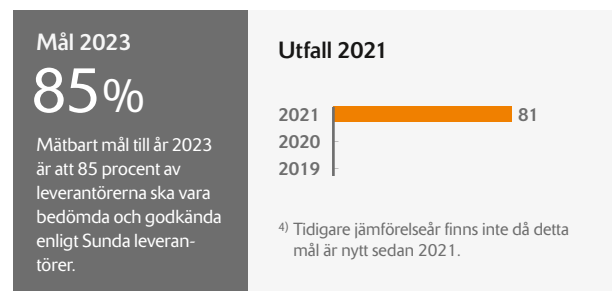 Mål 2023
85%
Mätbart mål till år 2023
är att 85 procent av
leverantörerna ska vara
bedömda och godkända
enligt Sunda leveran-
törer.
Utfall 2021
2021 81
2020
2019
4) Tidigare jämförelseår finns inte då detta
mål är nytt sedan 2021.